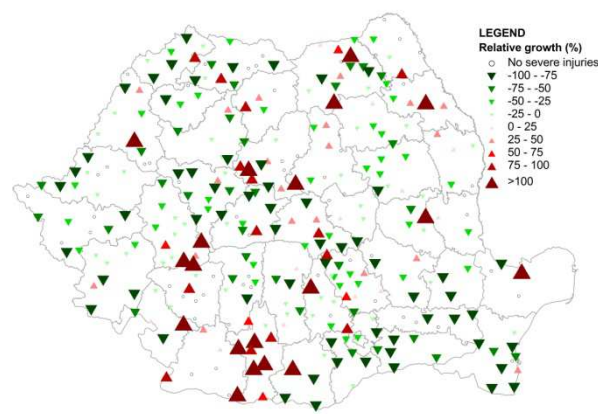 LEGEND
Relative growth (%)
No severe injuries
-100 - -75
-75 - -50
-50 - -25
-25 - 0
0 - 25
25 - 50
50 - 75
75 - 100
>100